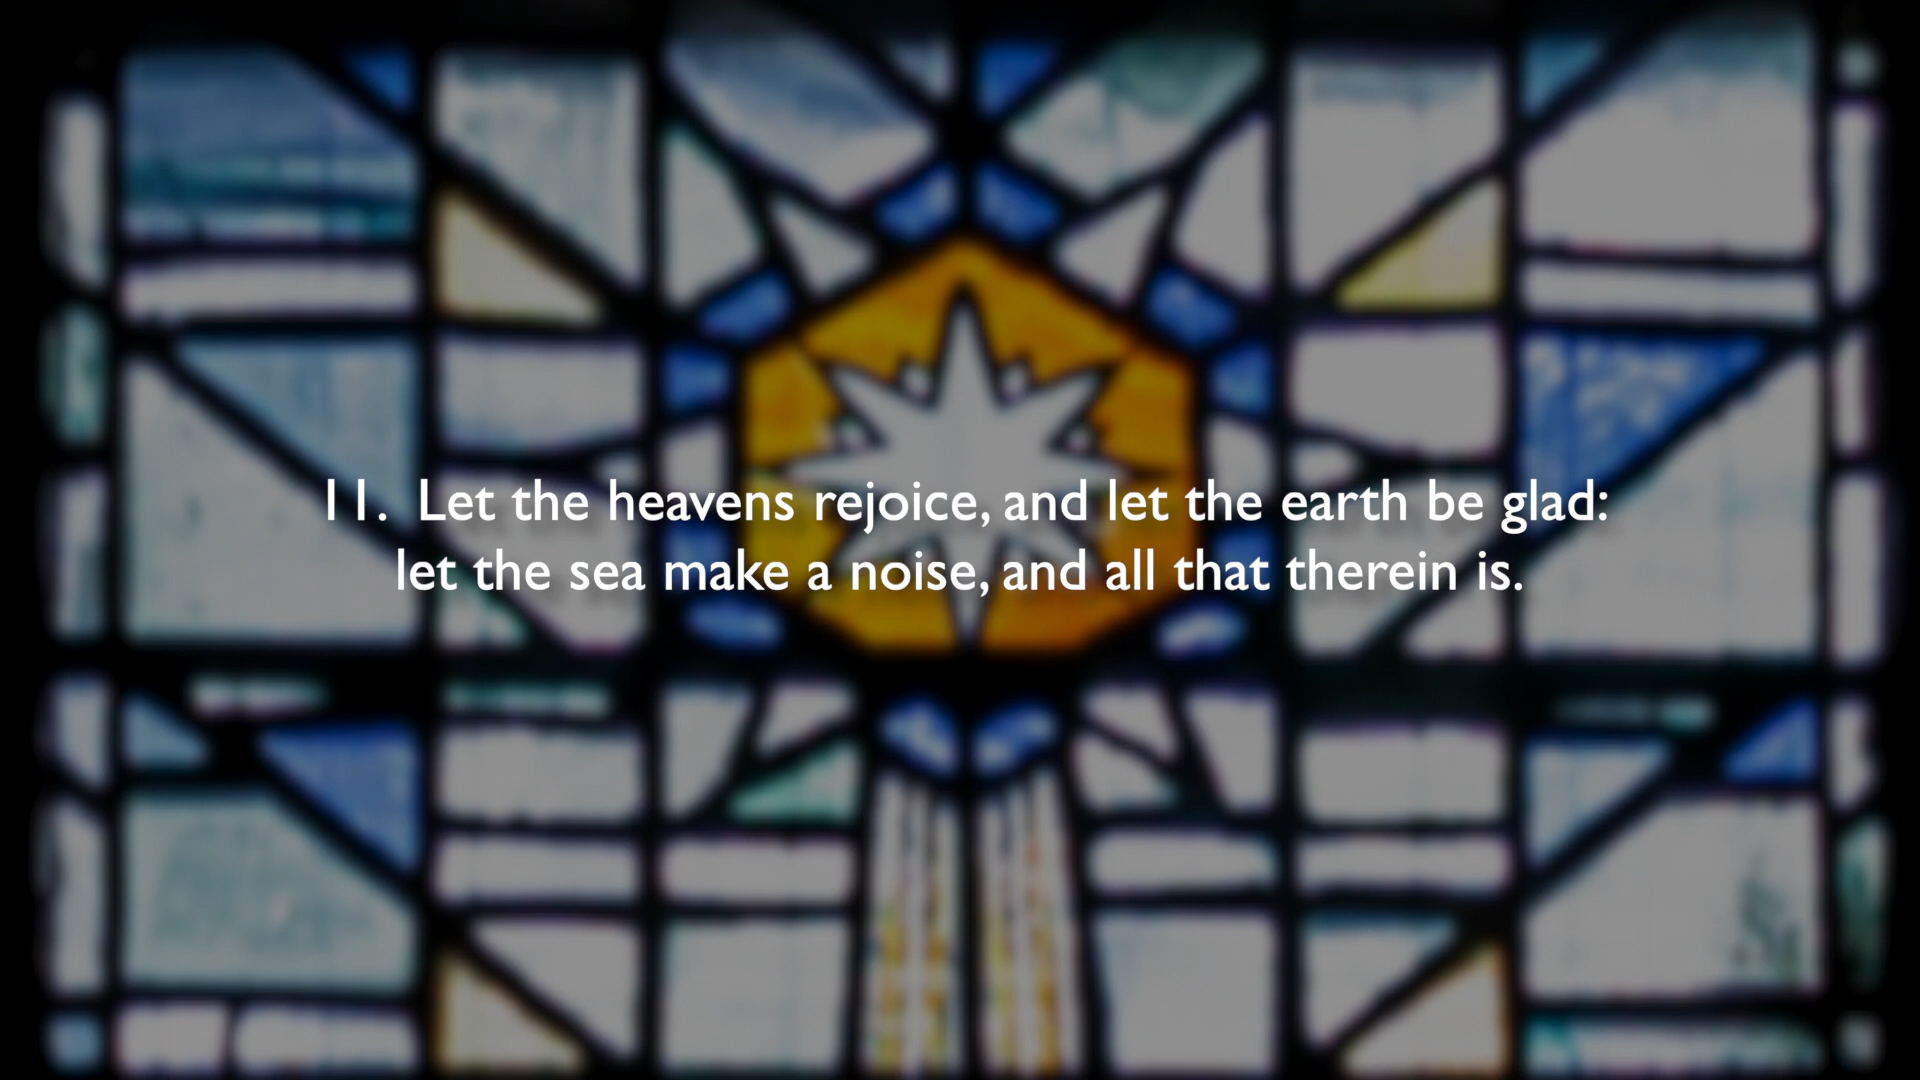 11. Let the heavens rejoice, and let the earth be glad:
let the sea make a noise, and all that therein is.